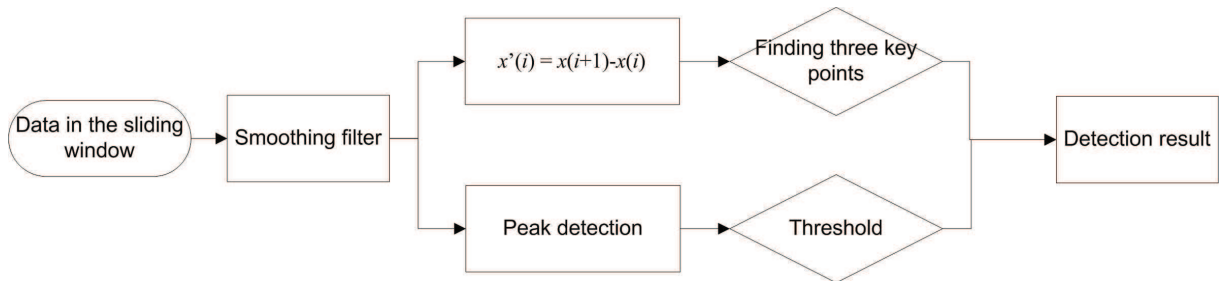 Data in the sliding
window
Smoothing filter
x’(i) = x(i+1)-x(i)
Finding three key
points
Peak detection
Threshold
Detection result